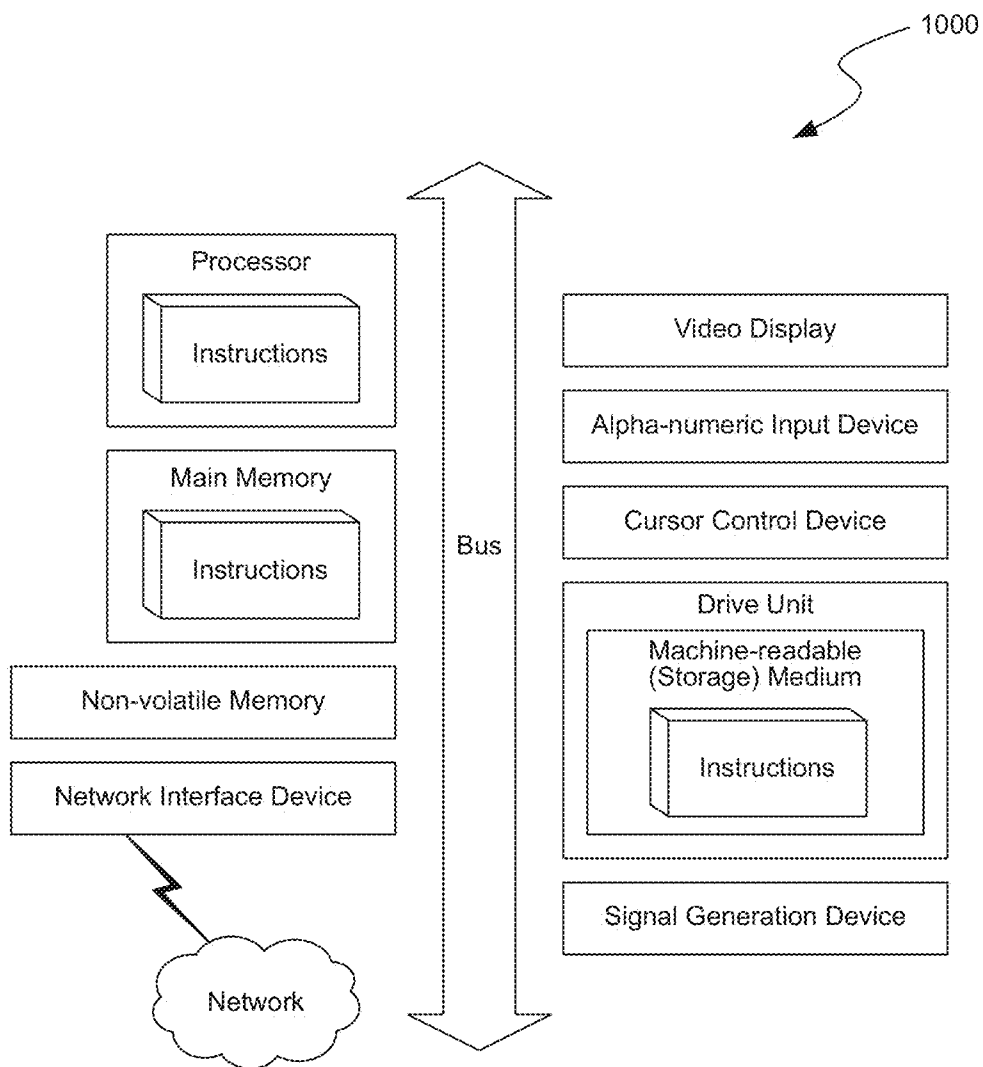 1000
Processor
Instructions
Main Memory
Instructions
Non-volatile Memory
Network Interface Device
Network
Bus
Video Display
Alpha-numeric Input Device
Cursor Control Device
Drive Unit
Machine-readable
(Storage) Medium
Instructions
Signal Generation Device